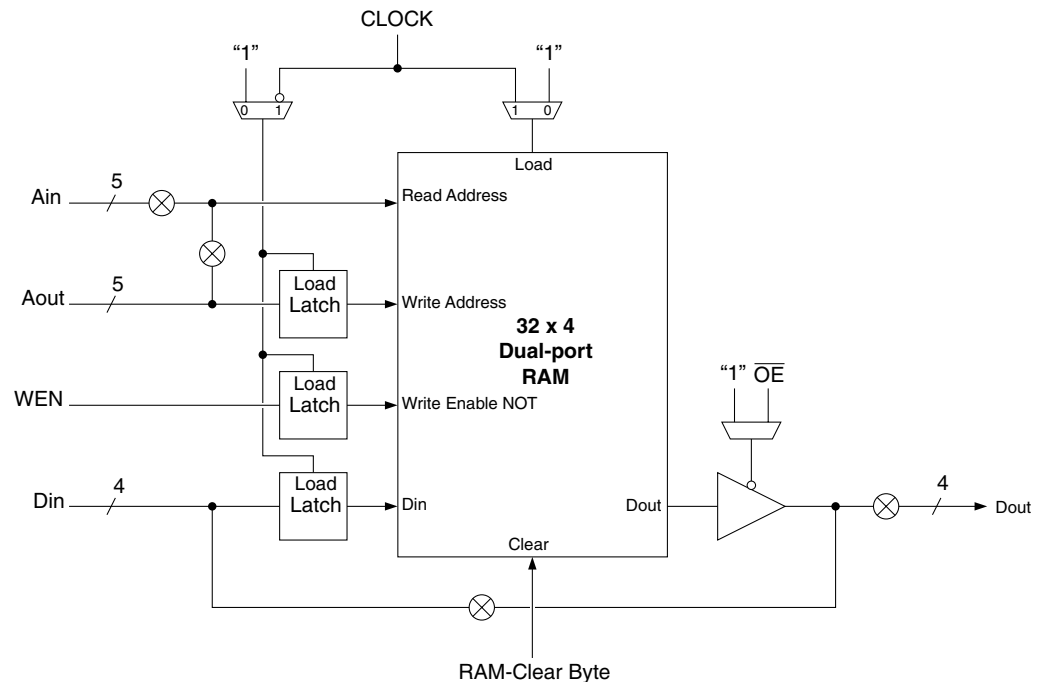 CLOCK
“1”
“1”
0 1
1 0
Load
Ain
5
Read Address
Aout
5
Load
Latch
Write Address
32 x 4
Dual-port
RAM
WEN
Load
Latch
Write Enable NOT
“1” OE
Din
4
Load
Latch
Din
Dout
4
Dout
Clear
RAM-Clear Byte